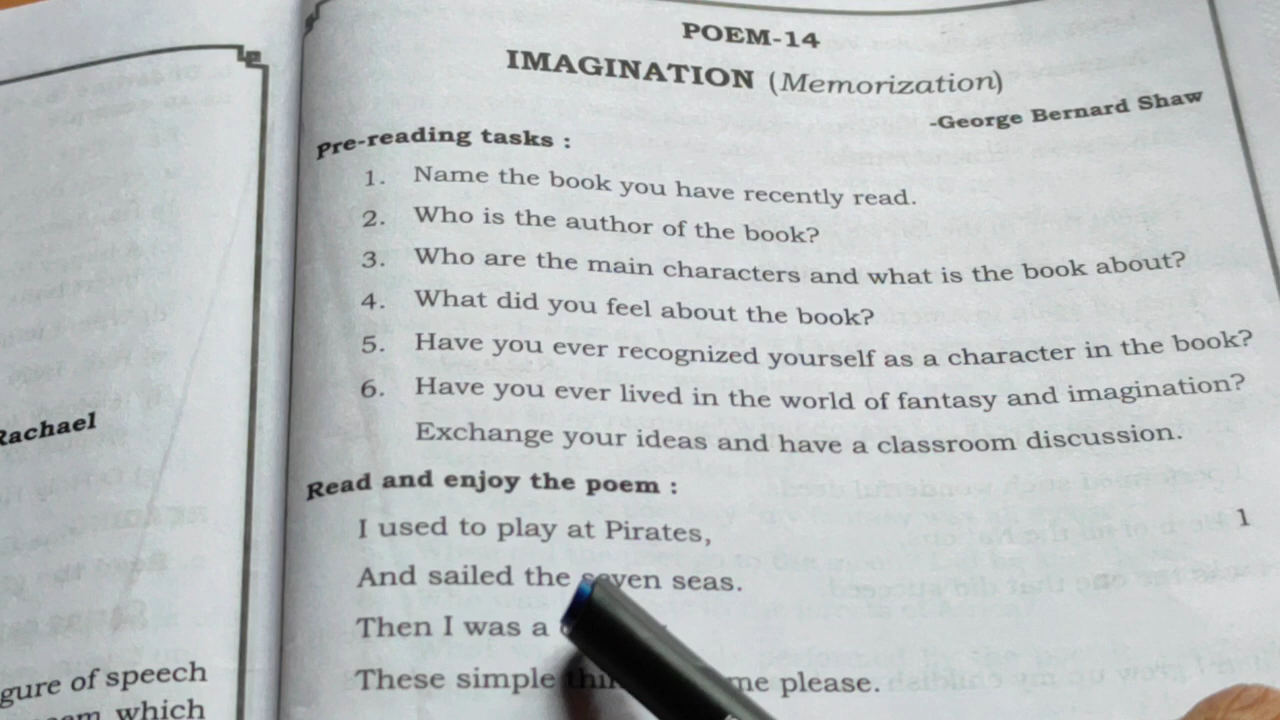 POEM-14
IMAGINATION (Memorization)
-George Bernard Shaw
Pre-reading tasks :
1. Name the book you have recently read.
2. Who is the author of the book?
3. Who are the main characters and what is the book about?
4. What did you feel about the book?
5. Have you ever recognized yourself as a character in the book?
6. Have you ever lived in the world of fantasy and imagination?
Exchange your ideas and have a classroom discussion.
Read and enjoy the poem :
I used to play at Pirates, 1
And sailed the seven seas.
Then I was a
These simple me please.
Rachael
gure of speech
which